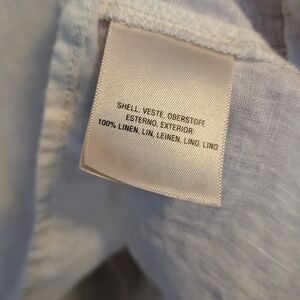 SHELL, VESTE, OBERSTOFF,
ESTERNO, EXTERIOR:
100% LINEN, LIN, LEINEN, LINO, LINO